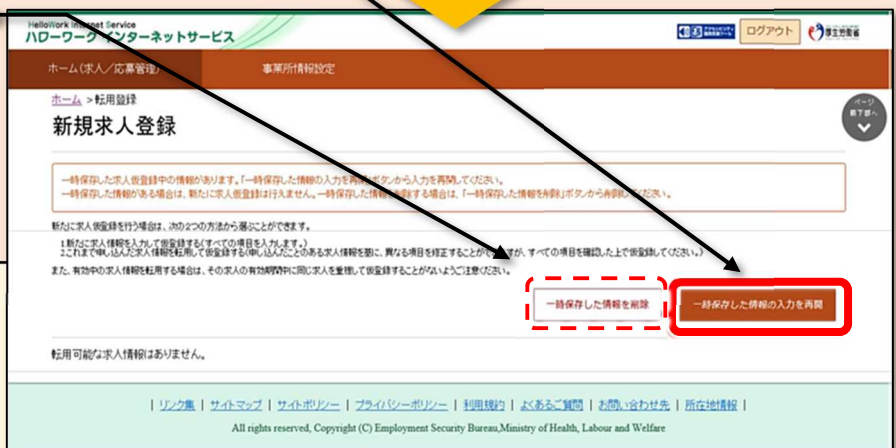 HelloWork Internet Service
ハローワーク インターネットサービス
ログアウト
厚生労働省
ホーム(求人/応募管理)
事業所情報設定
ホーム > 転用登録
新規求人登録
ページ
最下部へ
一時保存した求人仮登録中の情報があります。「一時保存した情報の入力を再開」ボタンから入力を再開してください。
一時保存した情報がある場合は、新たに求人仮登録は行えません。一時保存した情報を削除する場合は、「一時保存した情報を削除」ボタンから削除してください。
新たに求人仮登録を行う場合は、次の2つの方法から選ぶことができます。
1.新たに求人情報を入力して仮登録する(すべての項目を入力します。)
2.これまで申し込んだ求人情報を転用して仮登録する(申し込んだことのある求人情報を基に、異なる項目を修正することができますが、すべての項目を確認した上で仮登録してください。)
また、有効中の求人情報を転用する場合は、その求人の有効期間中に同じ求人を重複して仮登録することがないようご注意ください。
一時保存した情報を削除
一時保存した情報の入力を再開
転用可能な求人情報はありません。
| リンク集 | サイトマップ | サイトポリシー | プライバシーポリシー | 利用規約 | よくあるご質問 | お問い合わせ先 | 所在地情報 |
All rights reserved, Copyright (C) Employment Security Bureau,Ministry of Health, Labour and Welfare